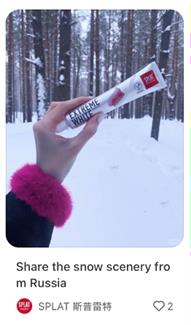 EXTREME
WHITE
SPLAT
Share the snow scenery fro
m Russia
SPLAT
SPLAT 斯普雷特
2